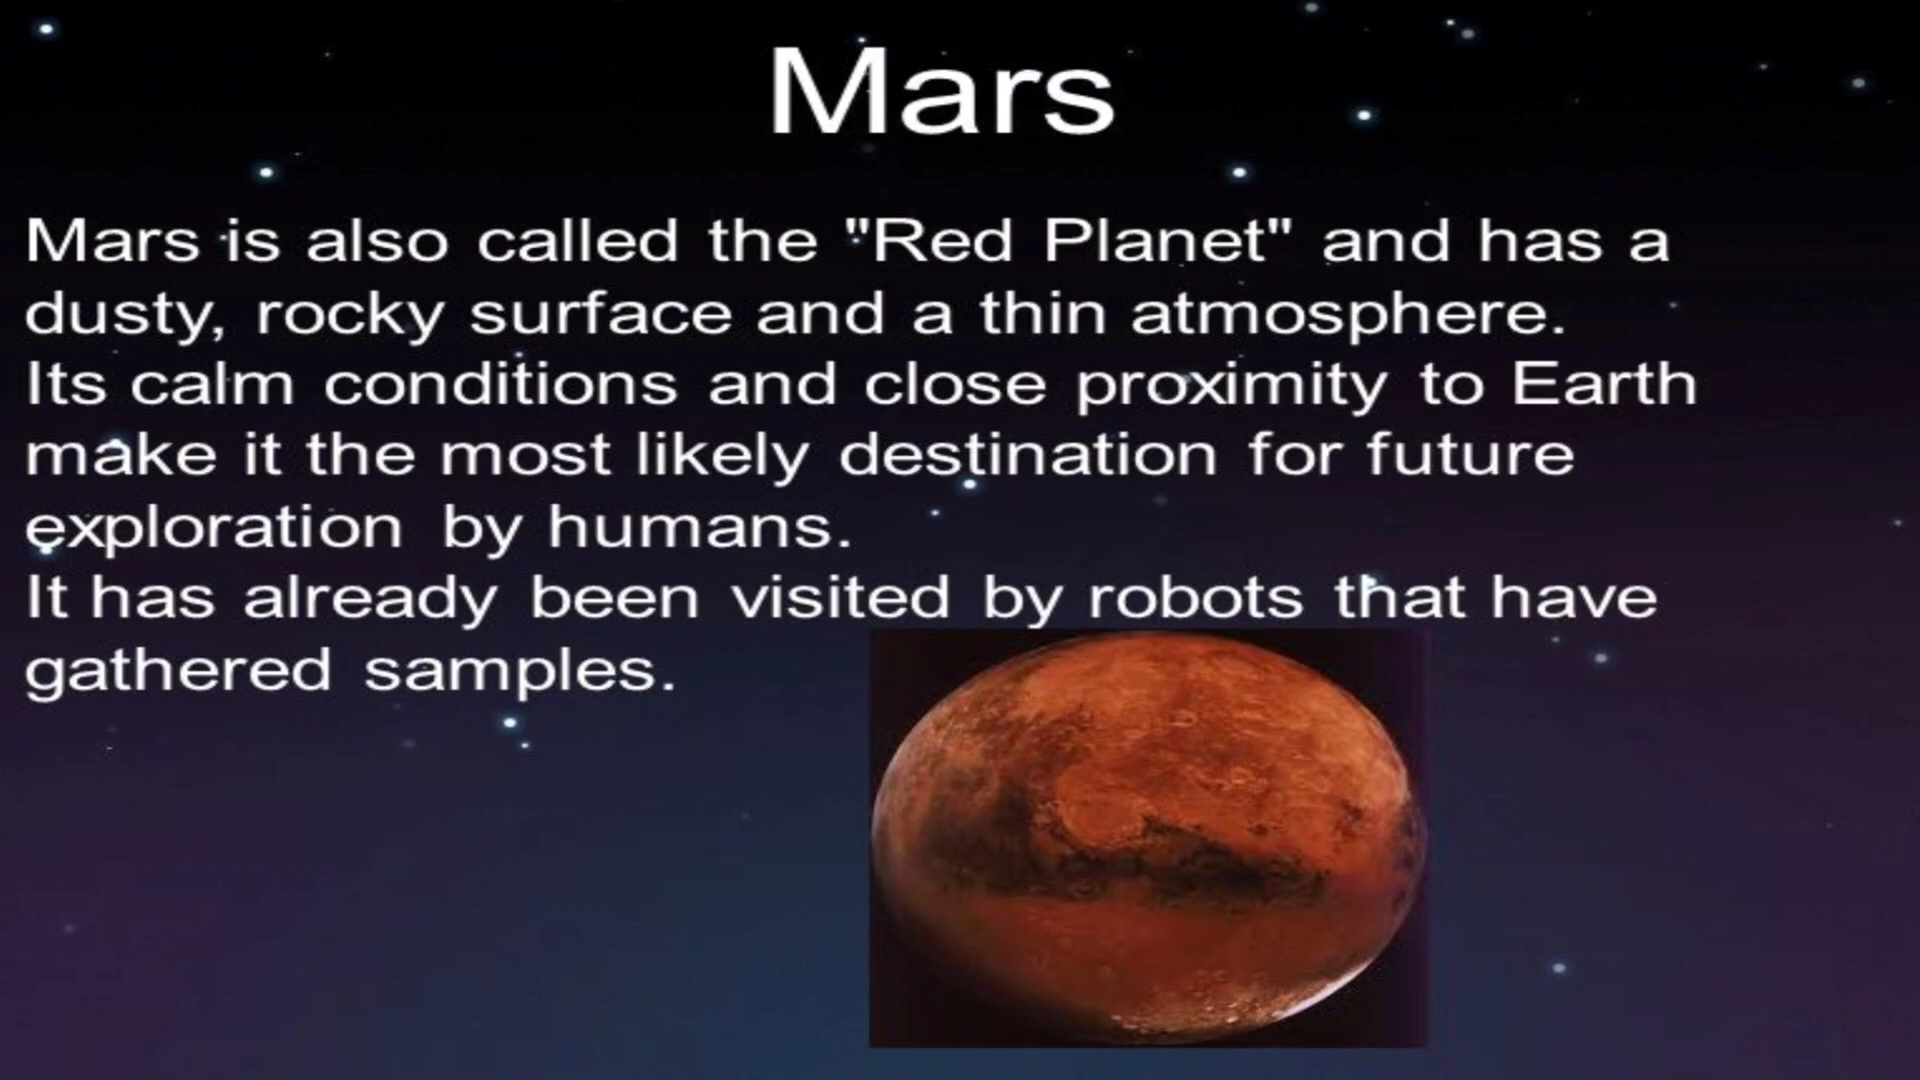 Mars
Mars is also called the "Red Planet" and has a
dusty, rocky surface and a thin atmosphere.
Its calm conditions and close proximity to Earth
make it the most likely destination for future
exploration by humans.
It has already been visited by robots that have
gathered samples.